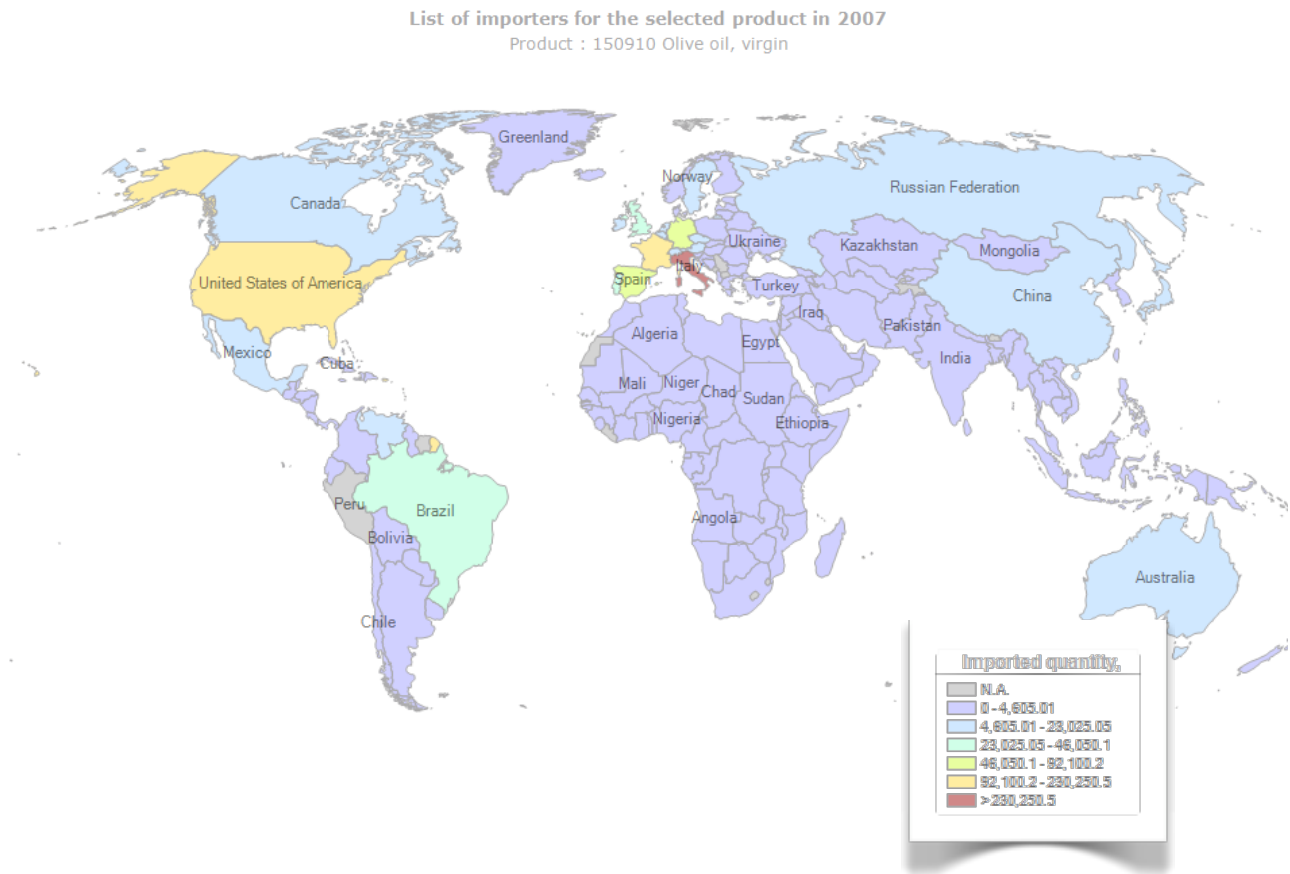 List of importers for the selected product in 2007
Product : 150910 Olive oil, virgin
Greenland
Norway
Russian Federation
Canada
Ukraine
Kazakhstan
Mongolia
Italy
United States of America
Spain
Turkey
China
Iraq
Pakistan
Algeria
Egypt
Mexico
Cuba
India
Mali
Niger
Chad
Sudan
Nigeria
Ethiopia
Peru
Brazil
Angola
Bolivia
Australia
Chile
Imported quantity,
N.A.
0 - 4,605.01
4,605.01 - 23,025.05
23,025.05 - 46,050.1
46,050.1 - 92,100.2
92,100.2 - 230,250.5
> 230,250.5